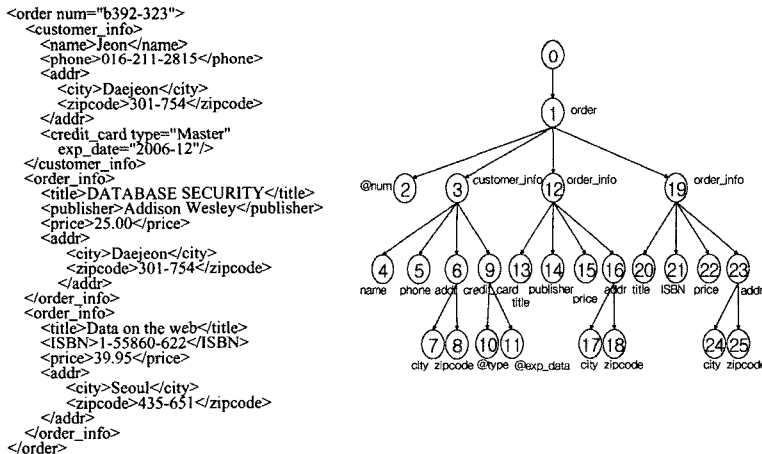 <order num="b392-323">
<customer_info>
<name>Jeon</name>
<phone>016-211-2815</phone>
<addr>
<city>Daejeon</city>
<zipcode>301-754</zipcode>
</addr>
<credit_card type="Master"
exp_date="2006-12"/>
</customer_info>
<order_info>
<title>DATABASE SECURITY</title>
<publisher>Addison Wesley</publisher>
<price>25.00</price>
<addr>
<city>Daejeon</city>
<zipcode>301-754</zipcode>
</addr>
</order_info>
<order_info>
<title>Data on the web</title>
<ISBN>1-55860-622</ISBN>
<price>39.95</price>
<addr>
<city>Seoul</city>
<zipcode>435-651</zipcode>
</addr>
</order_info>
</order>
0
1 order
@num 2 3 customer_info 12 order_info 19 order_info
4 5 6 9 13 14 15 16 20 21 22 23
name phone addr credit_card title publisher price addr title ISBN price addr
7 8 10 11 17 18 24 25
city zipcode @type @exp_data city zipcode city zipcode